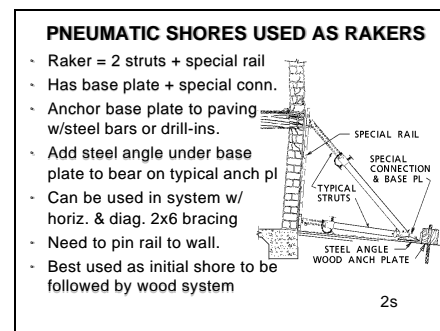 PNEUMATIC SHORES USED AS RAKERS
- Raker = 2 struts + special rail
- Has base plate + special conn.
- Anchor base plate to paving
w/steel bars or drill-ins.
- Add steel angle under base
plate to bear on typical anch pl
- Can be used in system w/
horiz. & diag. 2x6 bracing
- Need to pin rail to wall.
- Best used as initial shore to be
followed by wood system
SPECIAL RAIL
SPECIAL
CONNECTION
& BASE PL
TYPICAL
STRUTS
STEEL ANGLE
WOOD ANCH PLATE
2s